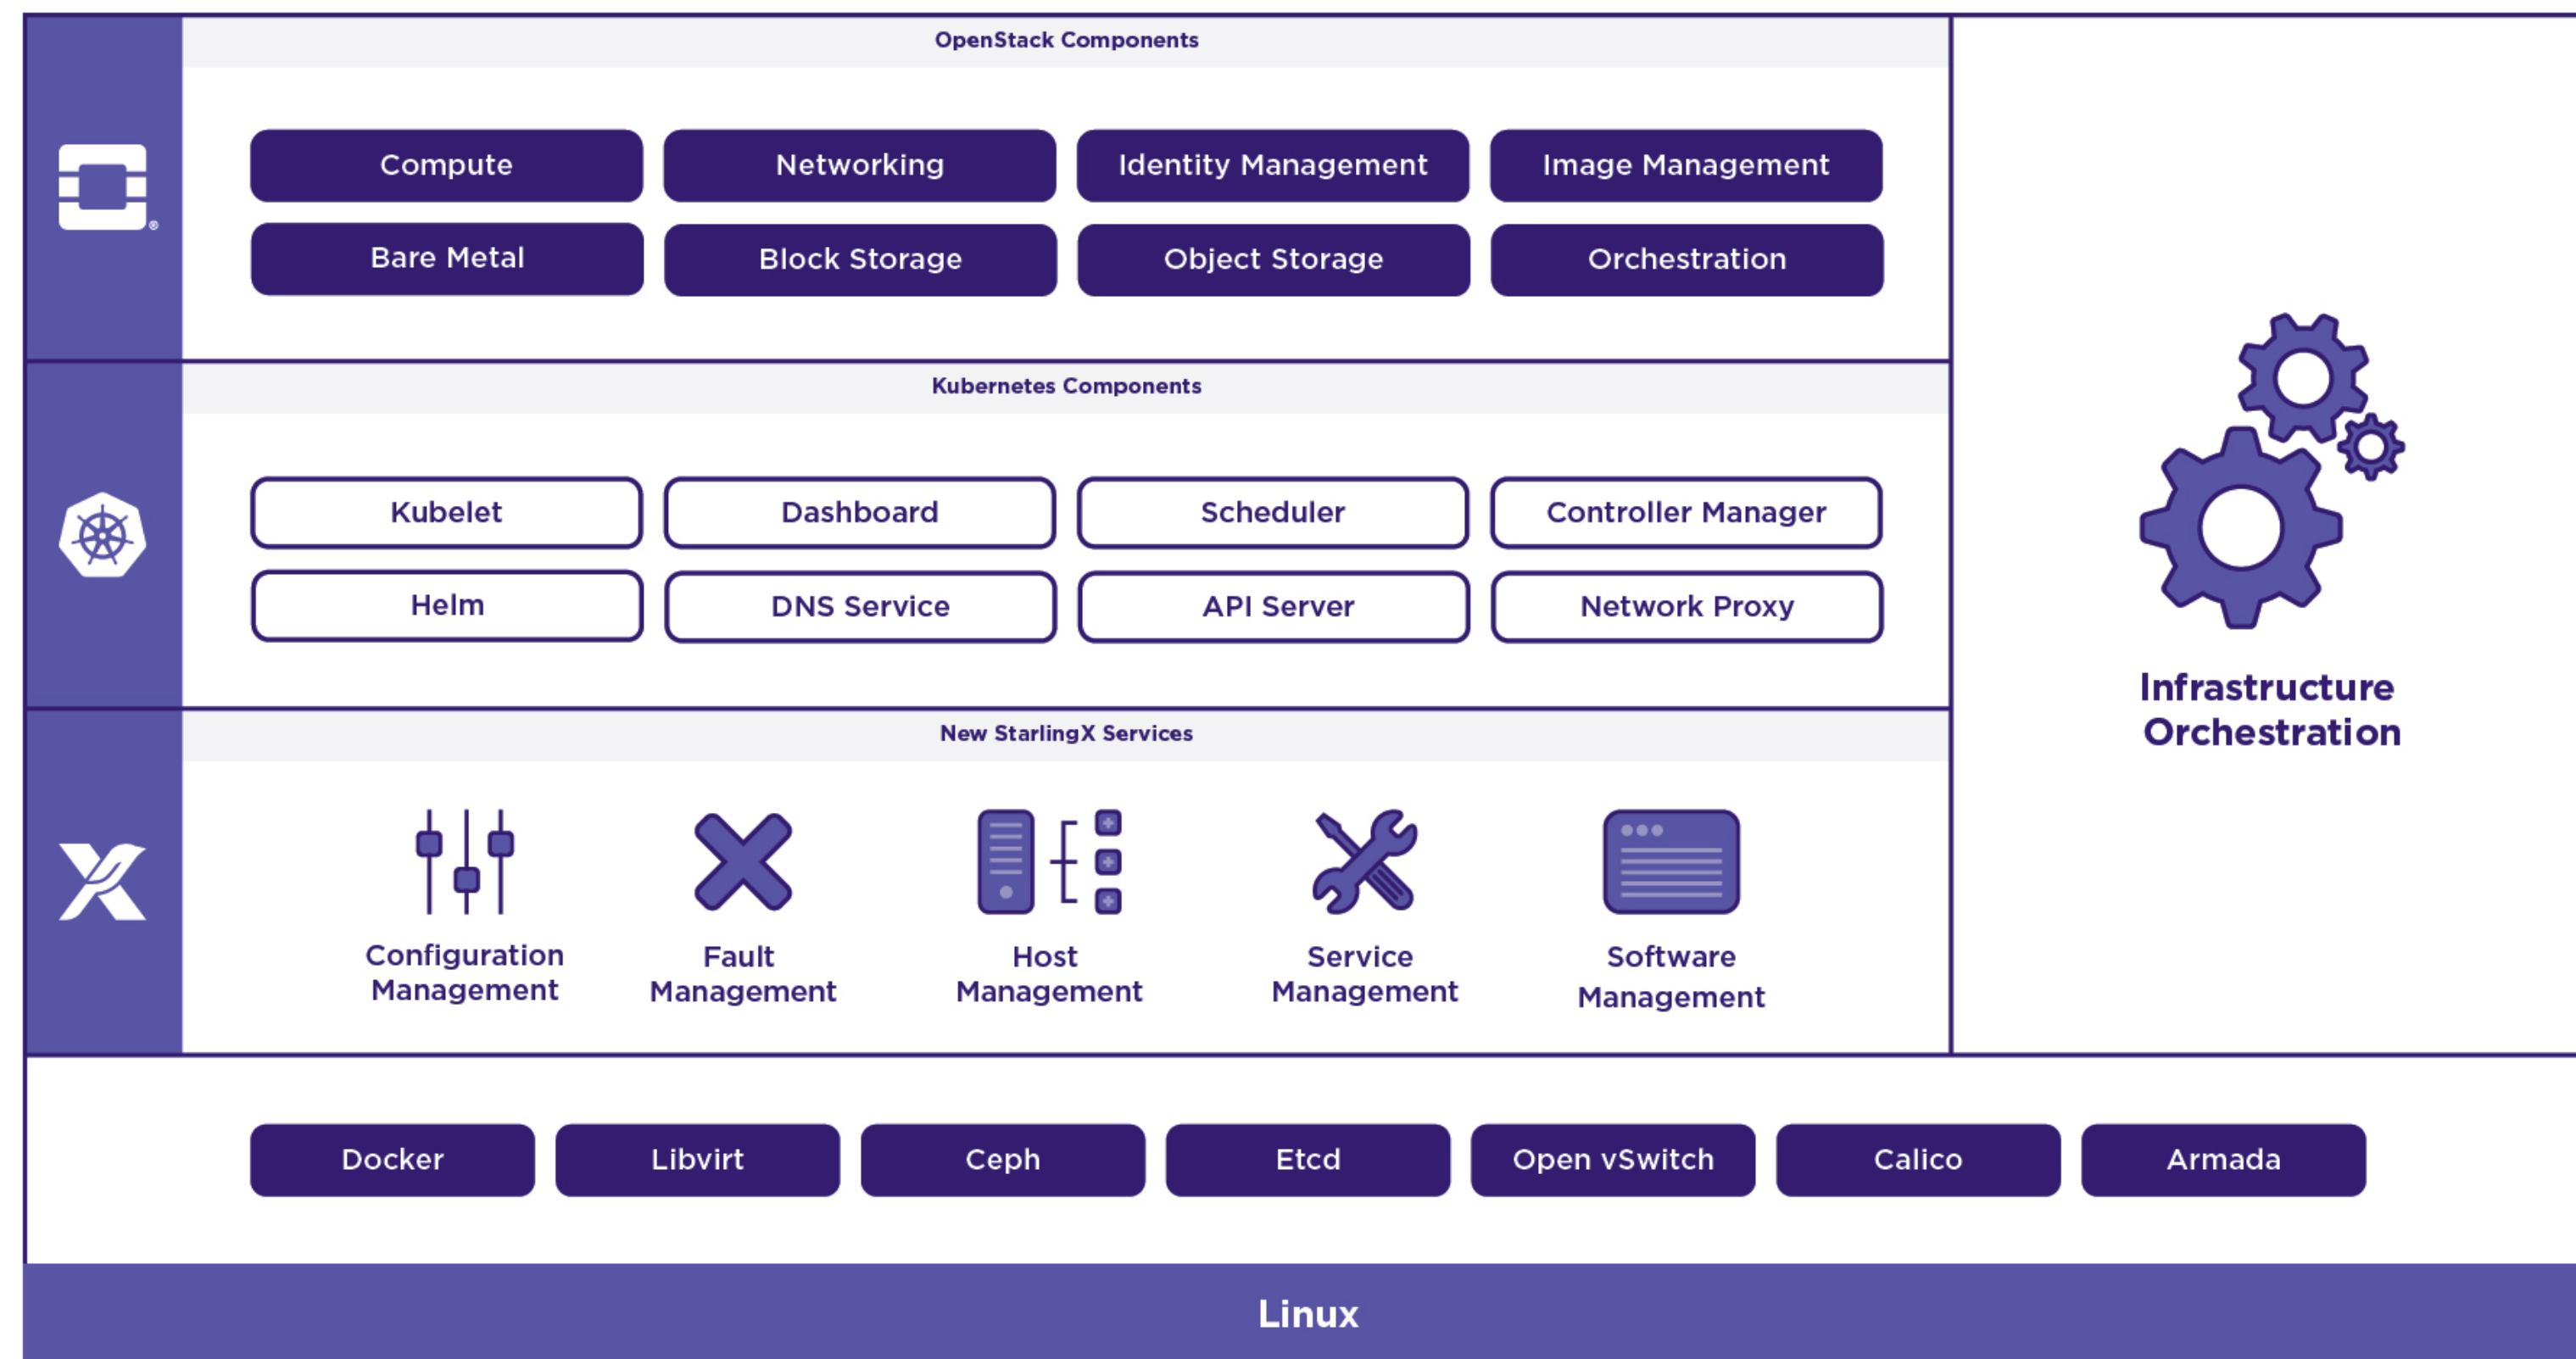 OpenStack Components
Compute
Networking
Identity Management
Image Management
Bare Metal
Block Storage
Object Storage
Orchestration
®
Kubernetes Components
Kubelet
Dashboard
Scheduler
Controller Manager
Helm
DNS Service
API Server
Network Proxy
New StarlingX Services
Configuration
Management
Fault
Management
Host
Management
Service
Management
Software
Management
Infrastructure
Orchestration
Docker
Libvirt
Ceph
Etcd
Open vSwitch
Calico
Armada
Linux